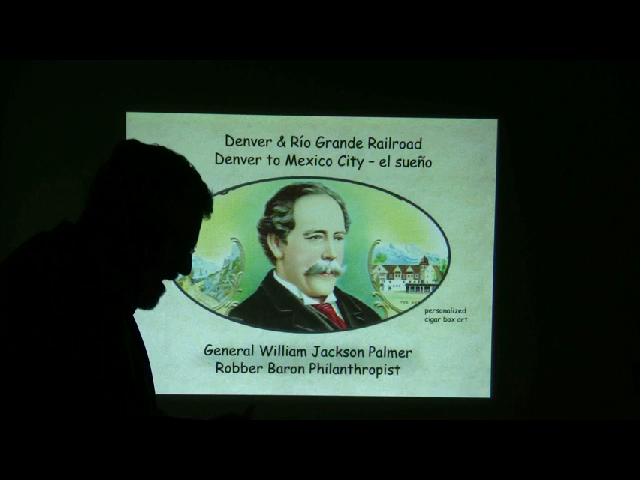 Denver & Río Grande Railroad
Denver to Mexico City - el sueño
personalized
cigar box art
General William Jackson Palmer
Robber Baron Philanthropist